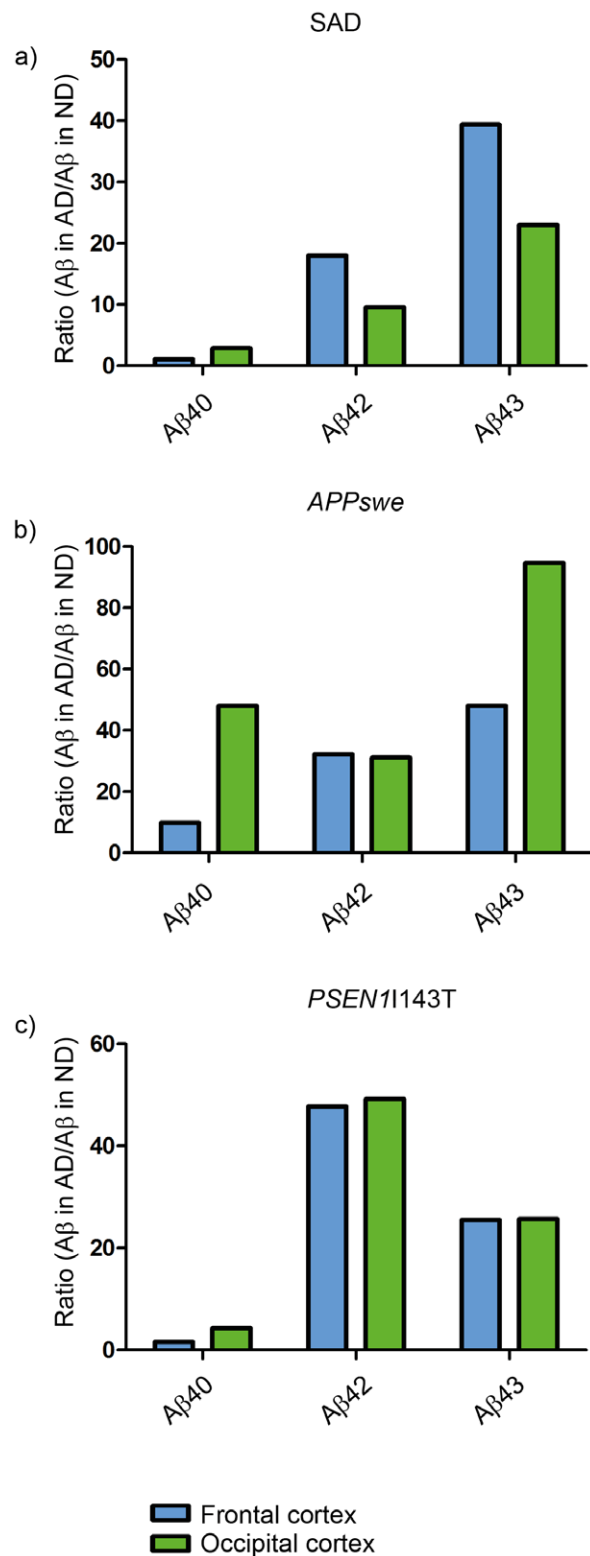 SAD
a)
Ratio (Aβ in AD/Aβ in ND)
50
40
30
20
10
0
Aβ40
Aβ42
Aβ43
APPswe
b)
Ratio (Aβ in AD/Aβ in ND)
100
80
60
40
20
0
Aβ40
Aβ42
Aβ43
PSEN1I143T
c)
Ratio (Aβ in AD/Aβ in ND)
60
40
20
0
Aβ40
Aβ42
Aβ43
Frontal cortex
Occipital cortex